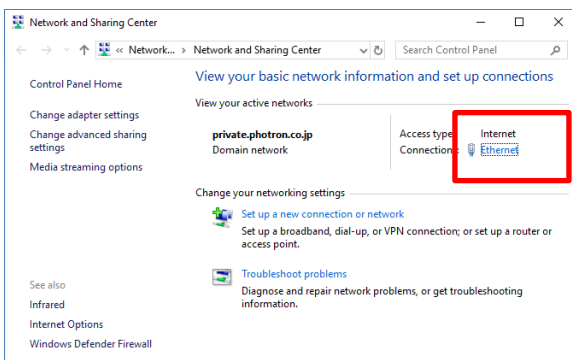 Network and Sharing Center
« Network... > Network and Sharing Center
Search Control Panel
Control Panel Home
Change adapter settings
Change advanced sharing
settings
Media streaming options
See also
Infrared
Internet Options
Windows Defender Firewall
View your basic network information and set up connections
View your active networks
private.photron.co.jp
Domain network
Access type: Internet
Connections: Ethernet
Change your networking settings
Set up a new connection or network
Set up a broadband, dial-up, or VPN connection; or set up a router or
access point.
Troubleshoot problems
Diagnose and repair network problems, or get troubleshooting
information.